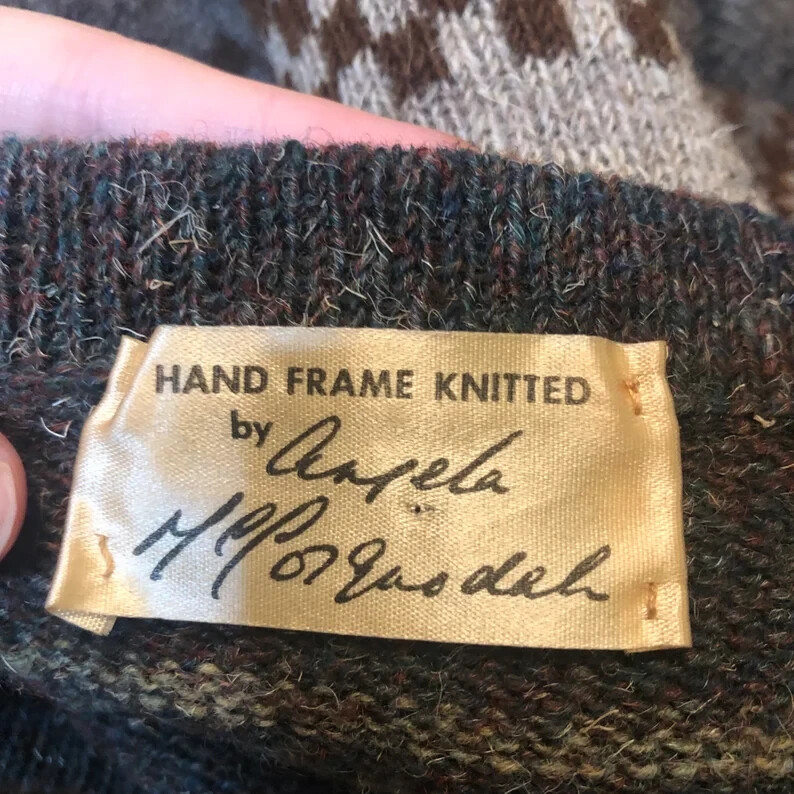 HAND FRAME KNITTED
by Angela
McCorquodale